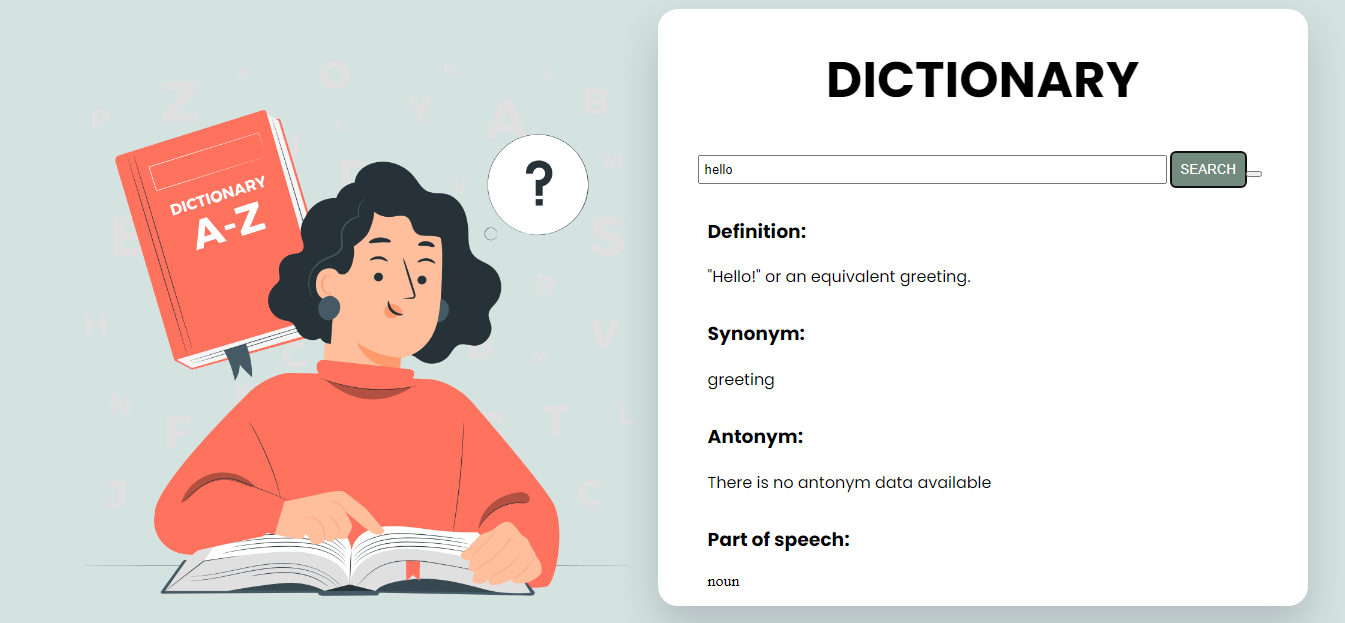 DICTIONARY
A-Z
?
DICTIONARY
hello
SEARCH
Definition:
"Hello!" or an equivalent greeting.
Synonym:
greeting
Antonym:
There is no antonym data available
Part of speech:
noun